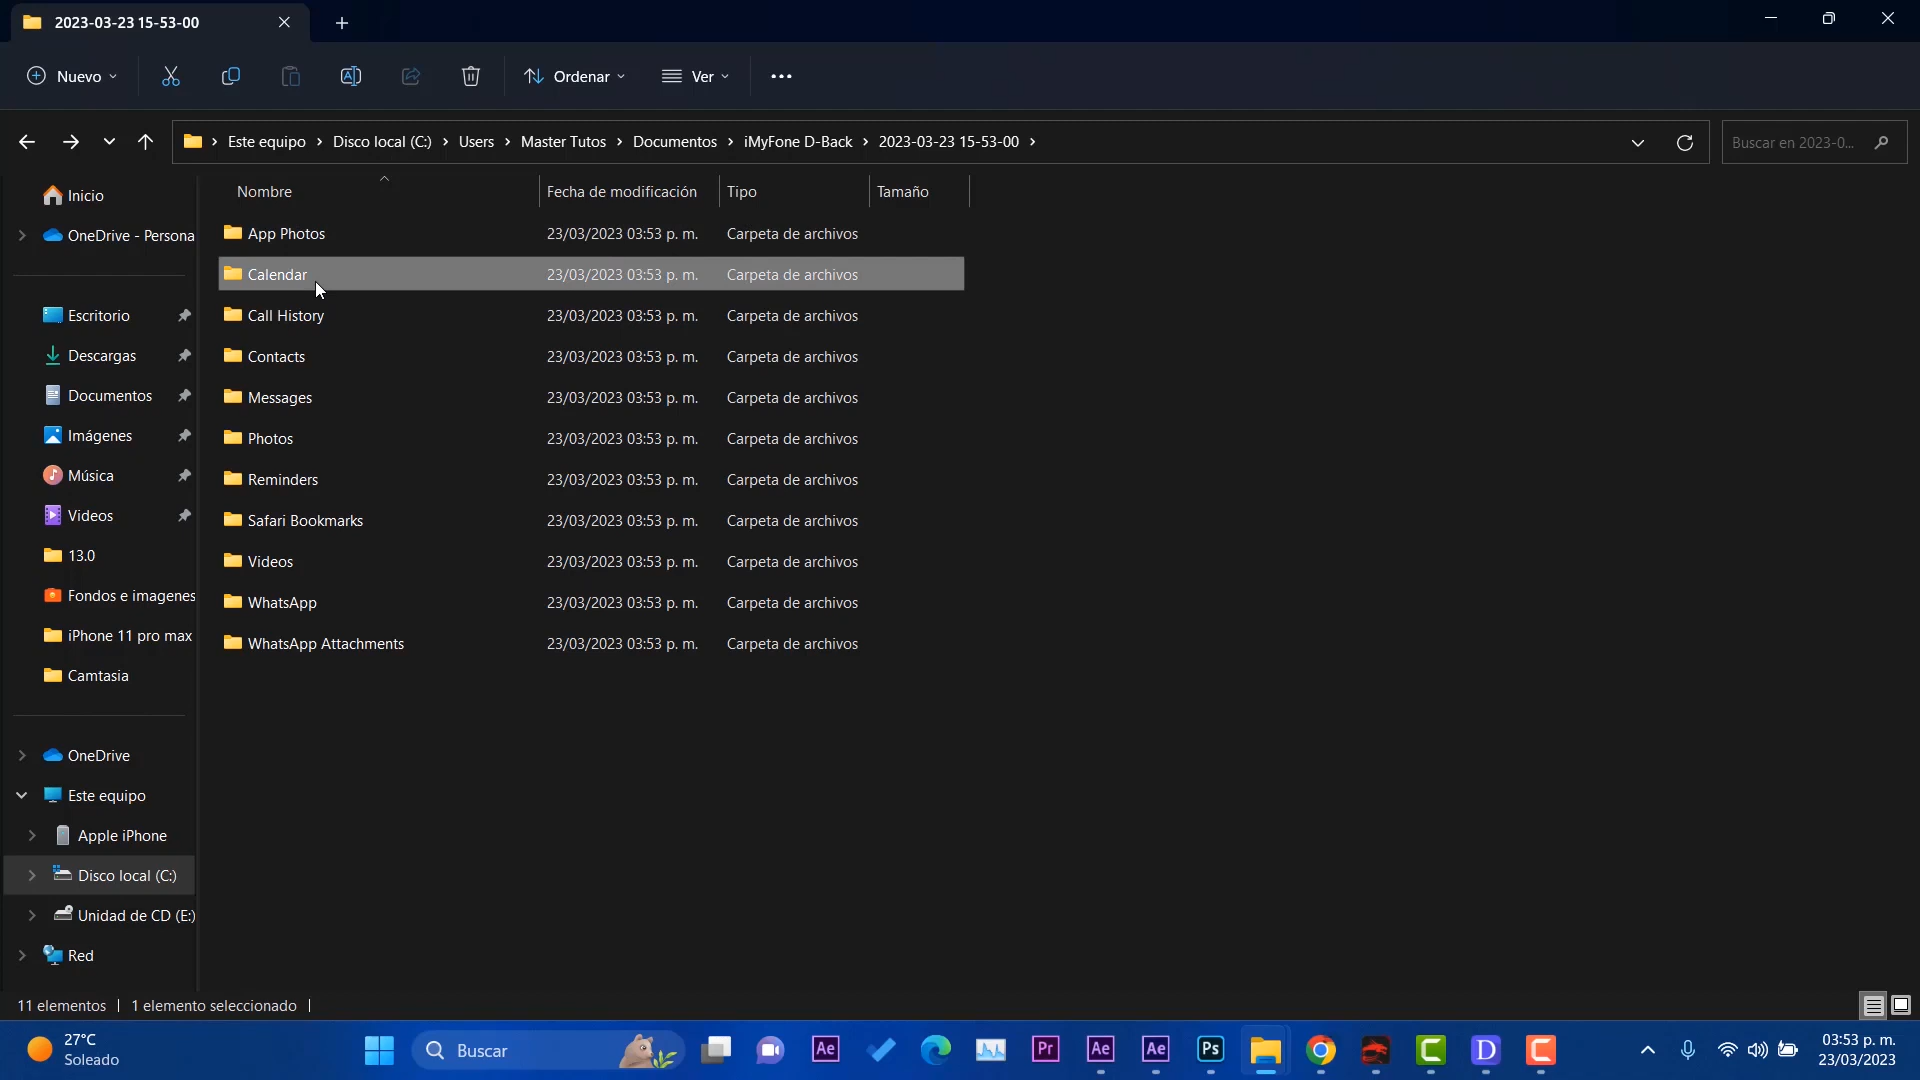 2023-03-23 15-53-00
Nuevo
Ordenar
Ver
Este equipo
Disco local (C:)
Users
Master Tutos
Documentos
iMyFone D-Back
2023-03-23 15-53-00
Buscar en 2023-0...
Nombre
Fecha de modificación
Tipo
Tamaño
App Photos 23/03/2023 03:53 p. m. Carpeta de archivos
Calendar 23/03/2023 03:53 p. m. Carpeta de archivos
Call History 23/03/2023 03:53 p. m. Carpeta de archivos
Contacts 23/03/2023 03:53 p. m. Carpeta de archivos
Messages 23/03/2023 03:53 p. m. Carpeta de archivos
Photos 23/03/2023 03:53 p. m. Carpeta de archivos
Reminders 23/03/2023 03:53 p. m. Carpeta de archivos
Safari Bookmarks 23/03/2023 03:53 p. m. Carpeta de archivos
Videos 23/03/2023 03:53 p. m. Carpeta de archivos
WhatsApp 23/03/2023 03:53 p. m. Carpeta de archivos
WhatsApp Attachments 23/03/2023 03:53 p. m. Carpeta de archivos
Inicio
OneDrive - Persona
Escritorio
Descargas
Documentos
Imágenes
Música
Videos
13.0
Fondos e imagenes
iPhone 11 pro max
Camtasia
OneDrive
Este equipo
Apple iPhone
Disco local (C:)
Unidad de CD (E:)
Red
11 elementos
1 elemento seleccionado
27°C
Soleado
Buscar
Ae
Pr
Ae
Ae
Ps
C
D
C
03:53 p. m.
23/03/2023